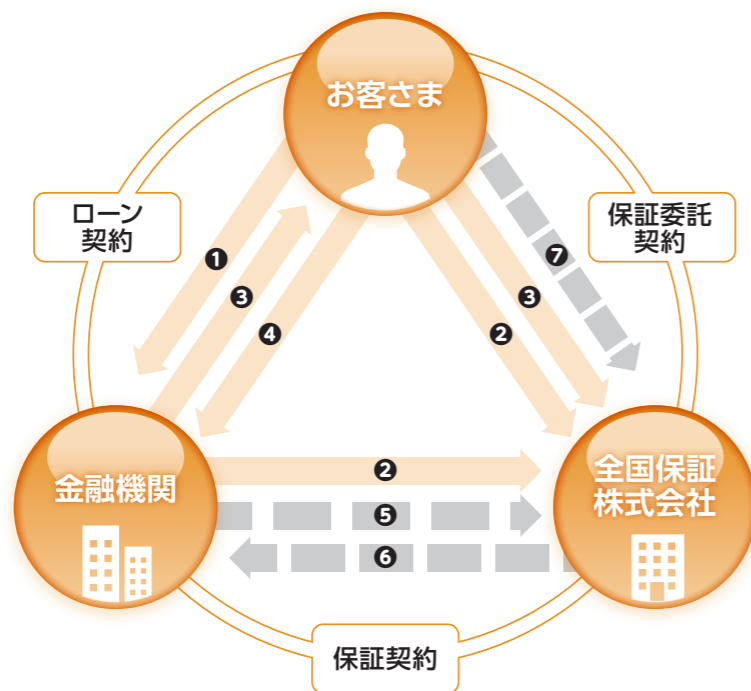 お客さま
ローン
契約
保証委託
契約
❶
❸
❹
❼
❸
❷
金融機関
❷
❺
❻
全国保証
株式会社
保証契約